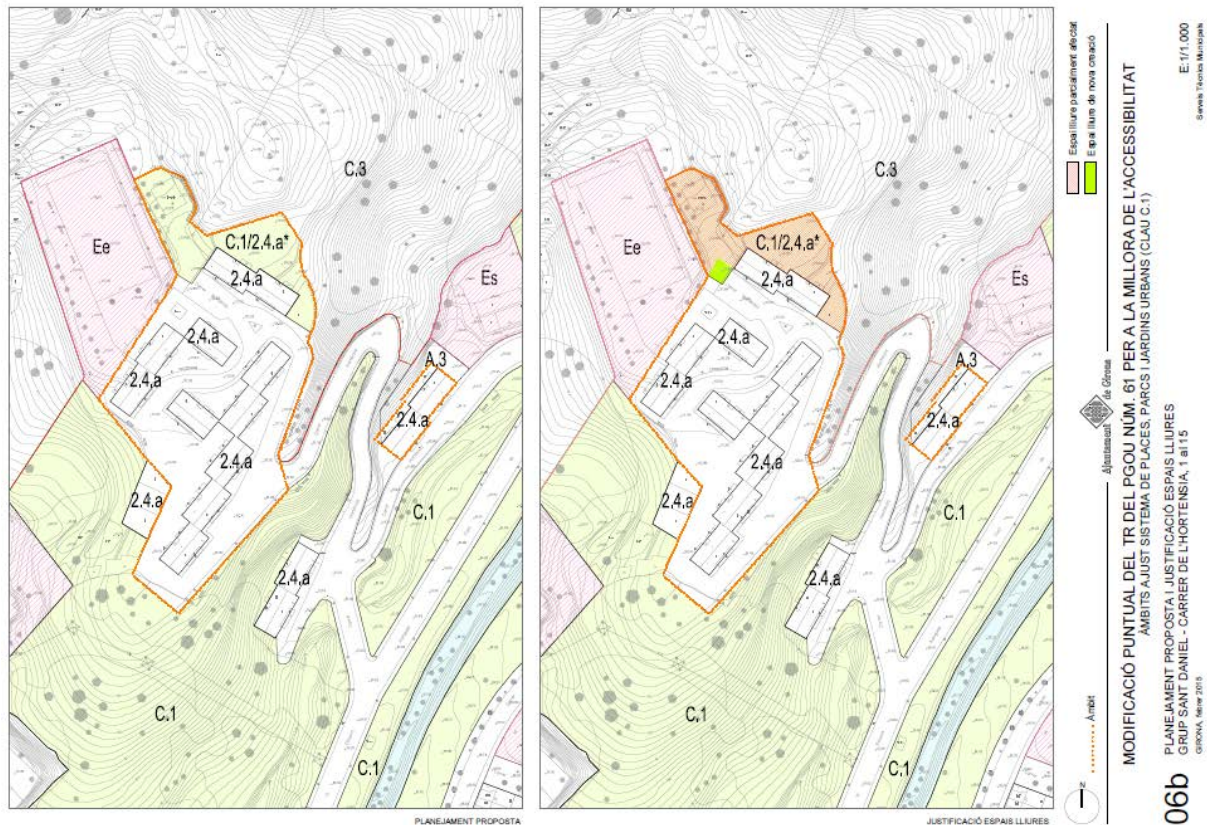 C.3
Ee
C.1/2.4.a*
2.4.a
Es
2.4.a
2.4.a
A.3
2.4.a
2.4.a
2.4.a
C.1
2.4.a
C.1
C.1
PLANEJAMENT PROPOSTA
C.3
Ee
C.1/2.4.a*
2.4.a
Es
2.4.a
2.4.a
A.3
2.4.a
2.4.a
2.4.a
C.1
2.4.a
C.1
C.1
JUSTIFICACIÓ ESPAIS LLIURES
Espai lliure parcialment afectat
Espai lliure de nova creació
N
Àmbit
Ajuntament de Girona
MODIFICACIÓ PUNTUAL DEL TR DEL PGOU NÚM. 61 PER A LA MILLORA DE L'ACCESSIBILITAT
ÀMBITS AJUST SISTEMA DE PLACES, PARCS I JARDINS URBANS (CLAU C.1)
06b
PLANEJAMENT PROPOSTA I JUSTIFICACIÓ ESPAIS LLIURES
GRUP SANT DANIEL - CARRER DE L'HORTENSIA, 1 al 15
GIRONA, febrer 2015
E: 1/1.000
Serveis Tècnics Municipals